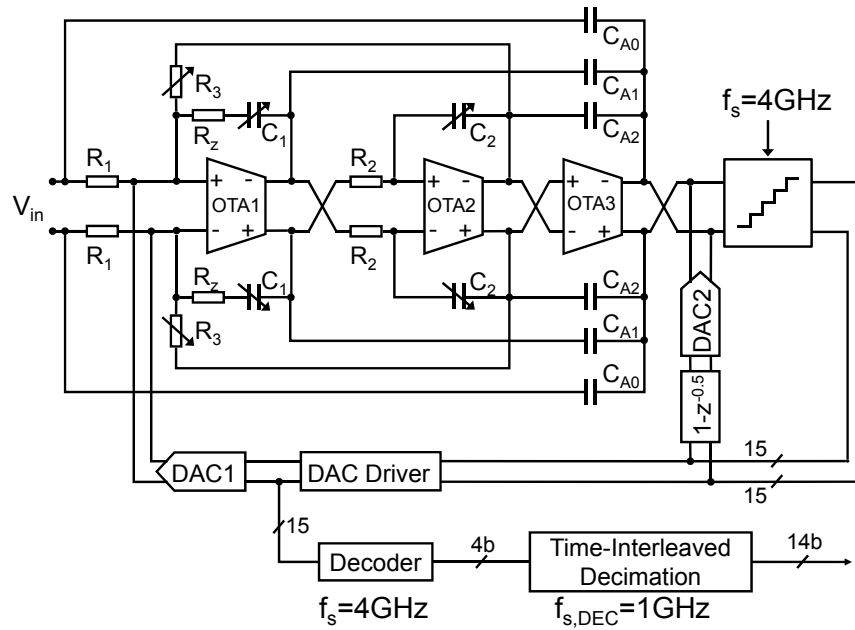 C_A0
C_A1
R_3
R_z
C_1
C_2
C_A2
f_s=4GHz
R_1
R_2
+
-
OTA1
-
+
+
-
OTA2
-
+
+
-
OTA3
-
+
V_in
R_1
R_2
R_z
C_1
C_2
C_A2
R_3
C_A1
C_A0
DAC2
1-z^-0.5
15
15
DAC1
DAC Driver
15
Decoder
4b
Time-Interleaved
Decimation
14b
f_s=4GHz
f_s,DEC=1GHz